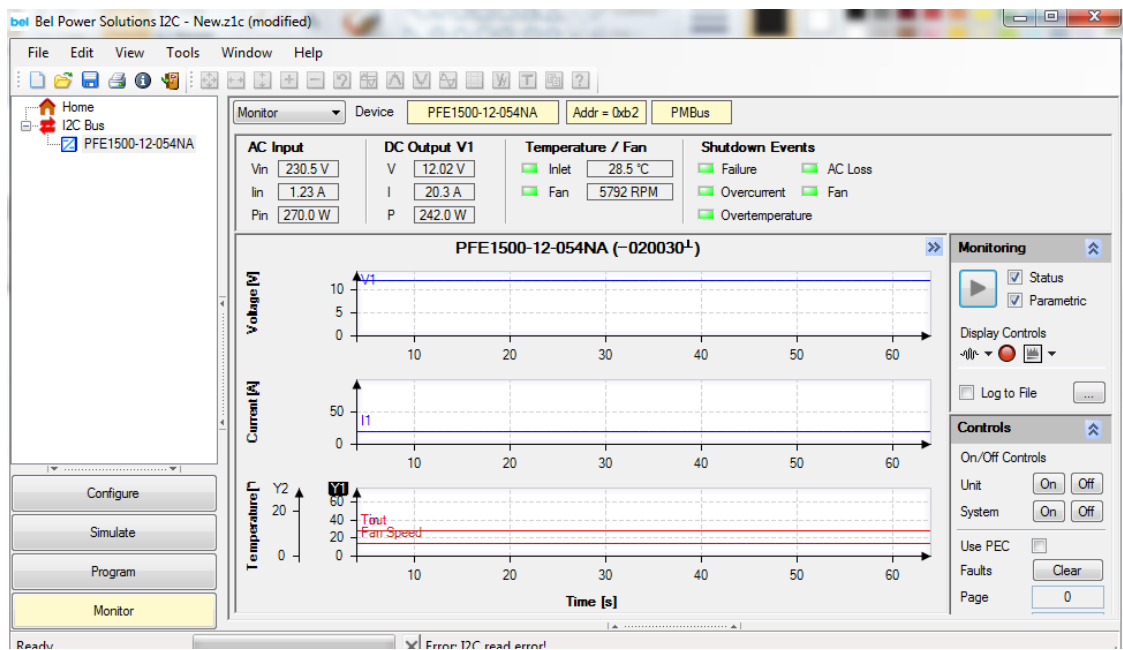 bel Bel Power Solutions I2C - New.z1c (modified)
File Edit View Tools Window Help
Home
I2C Bus
PFE1500-12-054NA
Monitor Device PFE1500-12-054NA Addr = 0xb2 PMBus
AC Input DC Output V1 Temperature / Fan Shutdown Events
Vin 230.5 V V 12.02 V Inlet 28.5 °C Failure AC Loss
Iin 1.23 A I 20.3 A Fan 5792 RPM Overcurrent Fan
Pin 270.0 W P 242.0 W Overtemperature
PFE1500-12-054NA (−020030┴)
Voltage [V]
V1
10
5
0
10 20 30 40 50 60
Current [A]
50
I1
0
10 20 30 40 50 60
Temperature [
Y2 Y1
20
0
60
40
20
0
Fan Speed
10 20 30 40 50 60
Time [s]
Monitoring
Status
Parametric
Display Controls
Log to File ...
Controls
On/Off Controls
Unit On Off
System On Off
Use PEC
Faults Clear
Page 0
Configure
Simulate
Program
Monitor
Ready Error: I2C read error!